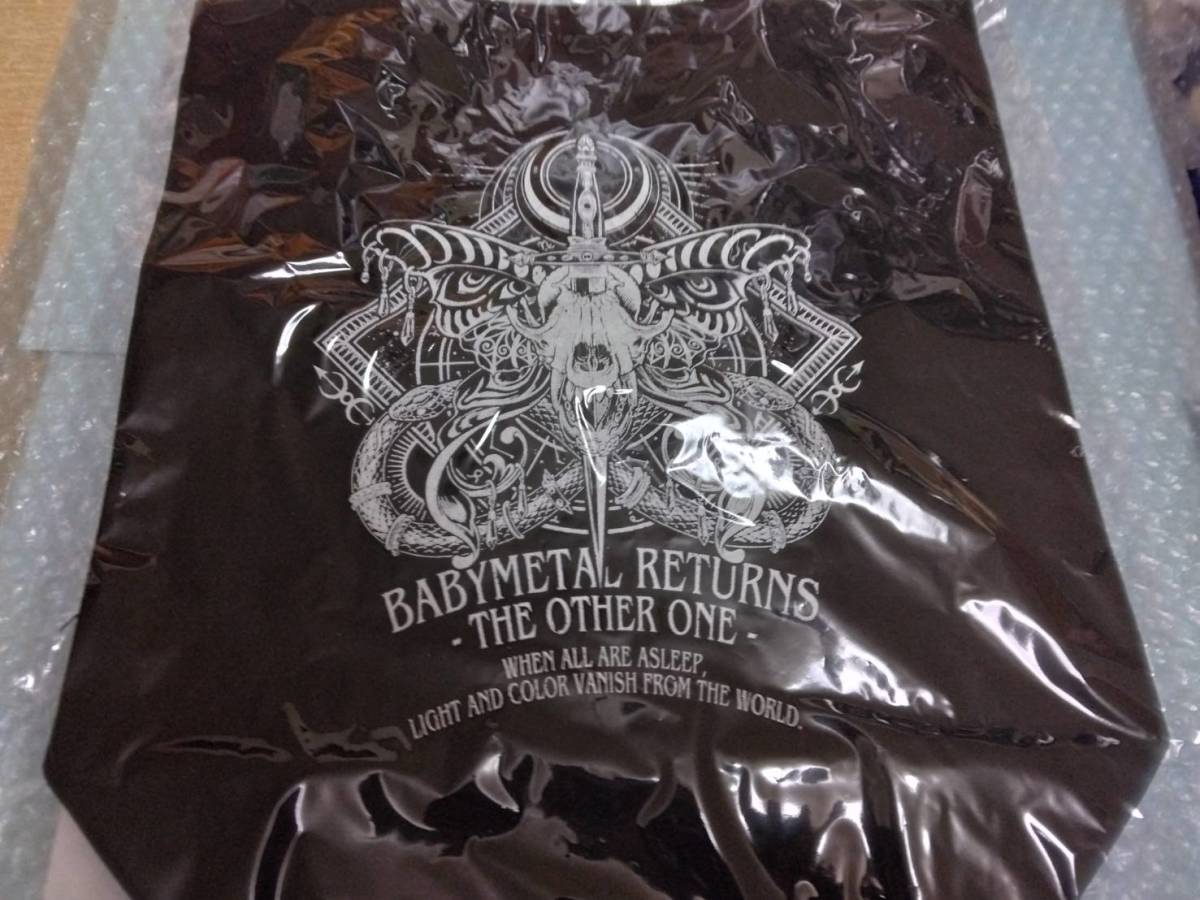 BABYMETAL RETURNS
- THE OTHER ONE -
WHEN ALL ARE ASLEEP,
LIGHT AND COLOR VANISH FROM THE WORLD.